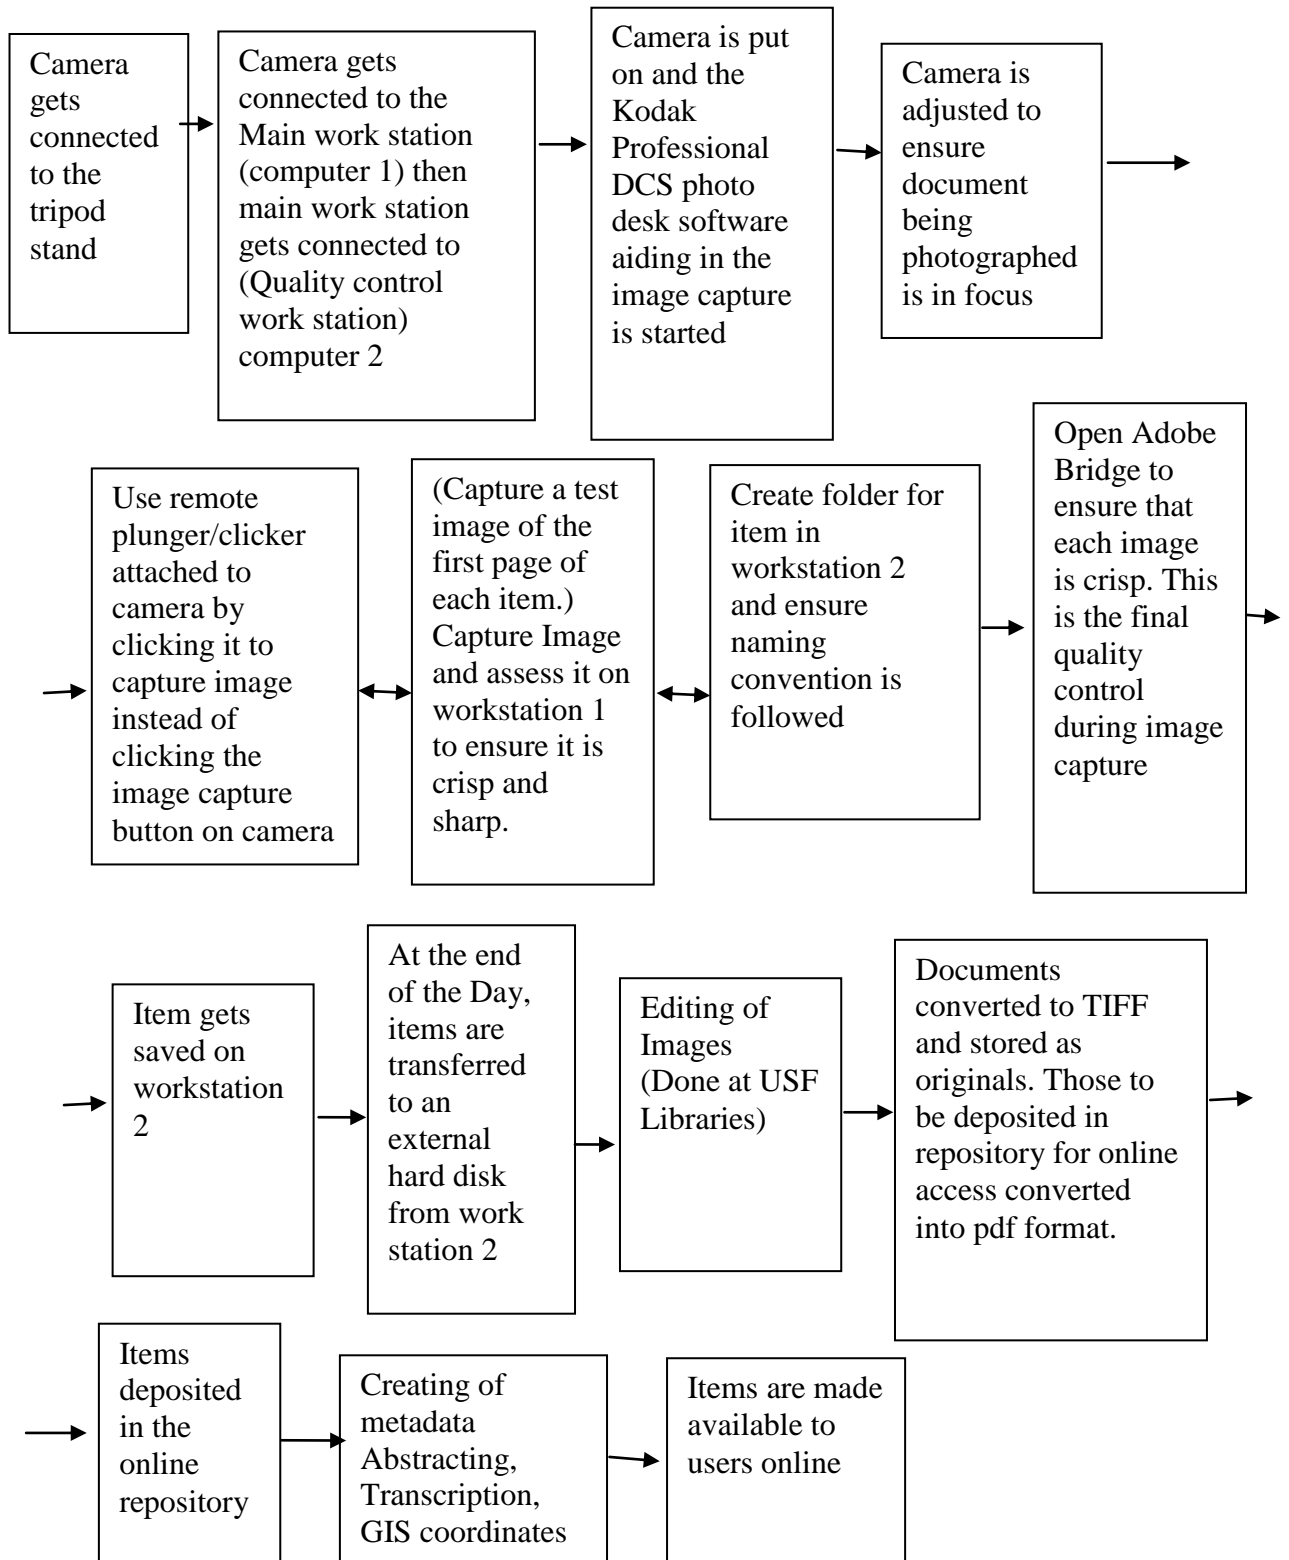 Camera
gets
connected
to the
tripod
stand
Camera gets
connected to the
Main work station
(computer 1) then
main work station
gets connected to
(Quality control
work station)
computer 2
Camera is put
on and the
Kodak
Professional
DCS photo
desk software
aiding in the
image capture
is started
Camera is
adjusted to
ensure
document
being
photographed
is in focus
Use remote
plunger/clicker
attached to
camera by
clicking it to
capture image
instead of
clicking the
image capture
button on camera
(Capture a test
image of the
first page of
each item.)
Capture Image
and assess it on
workstation 1
to ensure it is
crisp and
sharp.
Create folder for
item in
workstation 2
and ensure
naming
convention is
followed
Open Adobe
Bridge to
ensure that
each image
is crisp. This
is the final
quality
control
during image
capture
Item gets
saved on
workstation
2
At the end
of the Day,
items are
transferred
to an
external
hard disk
from work
station 2
Editing of
Images
(Done at USF
Libraries)
Documents
converted to TIFF
and stored as
originals. Those to
be deposited in
repository for online
access converted
into pdf format.
Items
deposited
in the
online
repository
Creating of
metadata
Abstracting,
Transcription,
GIS coordinates
Items are made
available to
users online